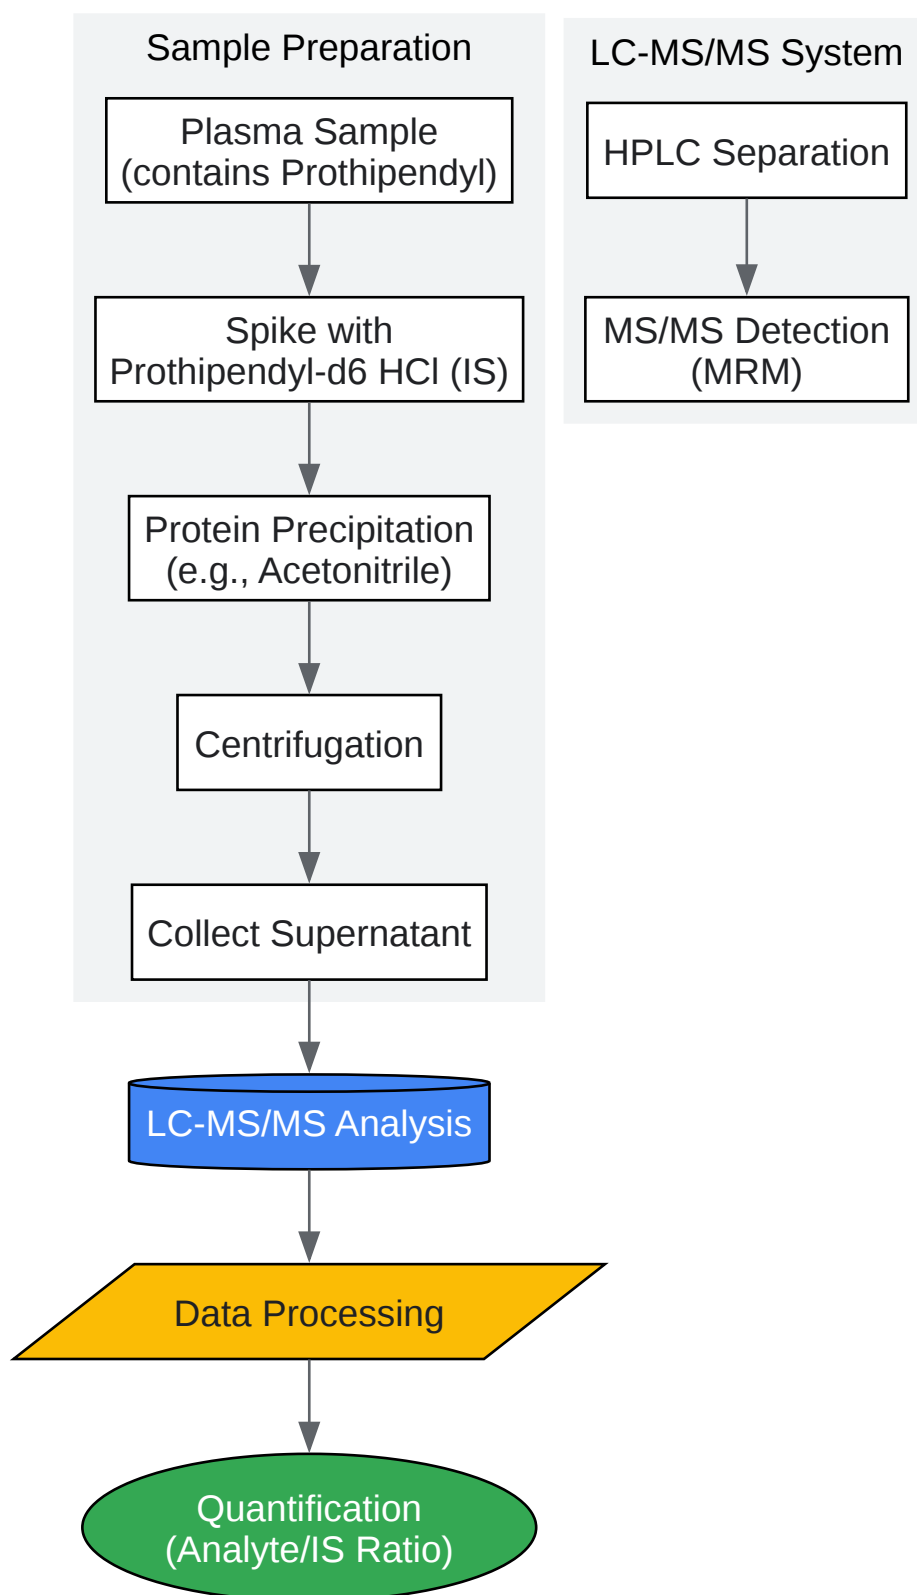 Sample Preparation
Plasma Sample
(contains Prothipendyl)
Spike with
Prothipendyl-d6 HCl (IS)
Protein Precipitation
(e.g., Acetonitrile)
Centrifugation
Collect Supernatant
LC-MS/MS System
HPLC Separation
MS/MS Detection
(MRM)
LC-MS/MS Analysis
Data Processing
Quantification
(Analyte/IS Ratio)